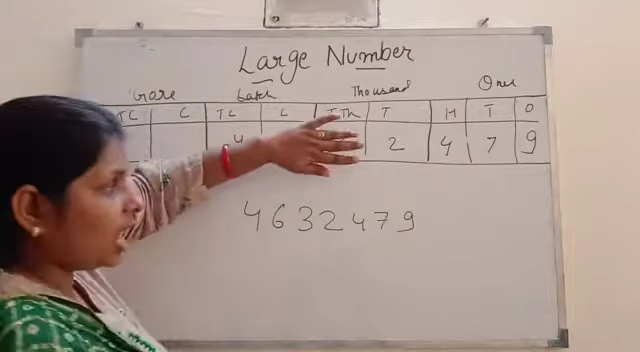 Large Number
Crore Lakh Thousand Ones
TC C TL L TTh T H T O
4 2 4 7 9
4632479